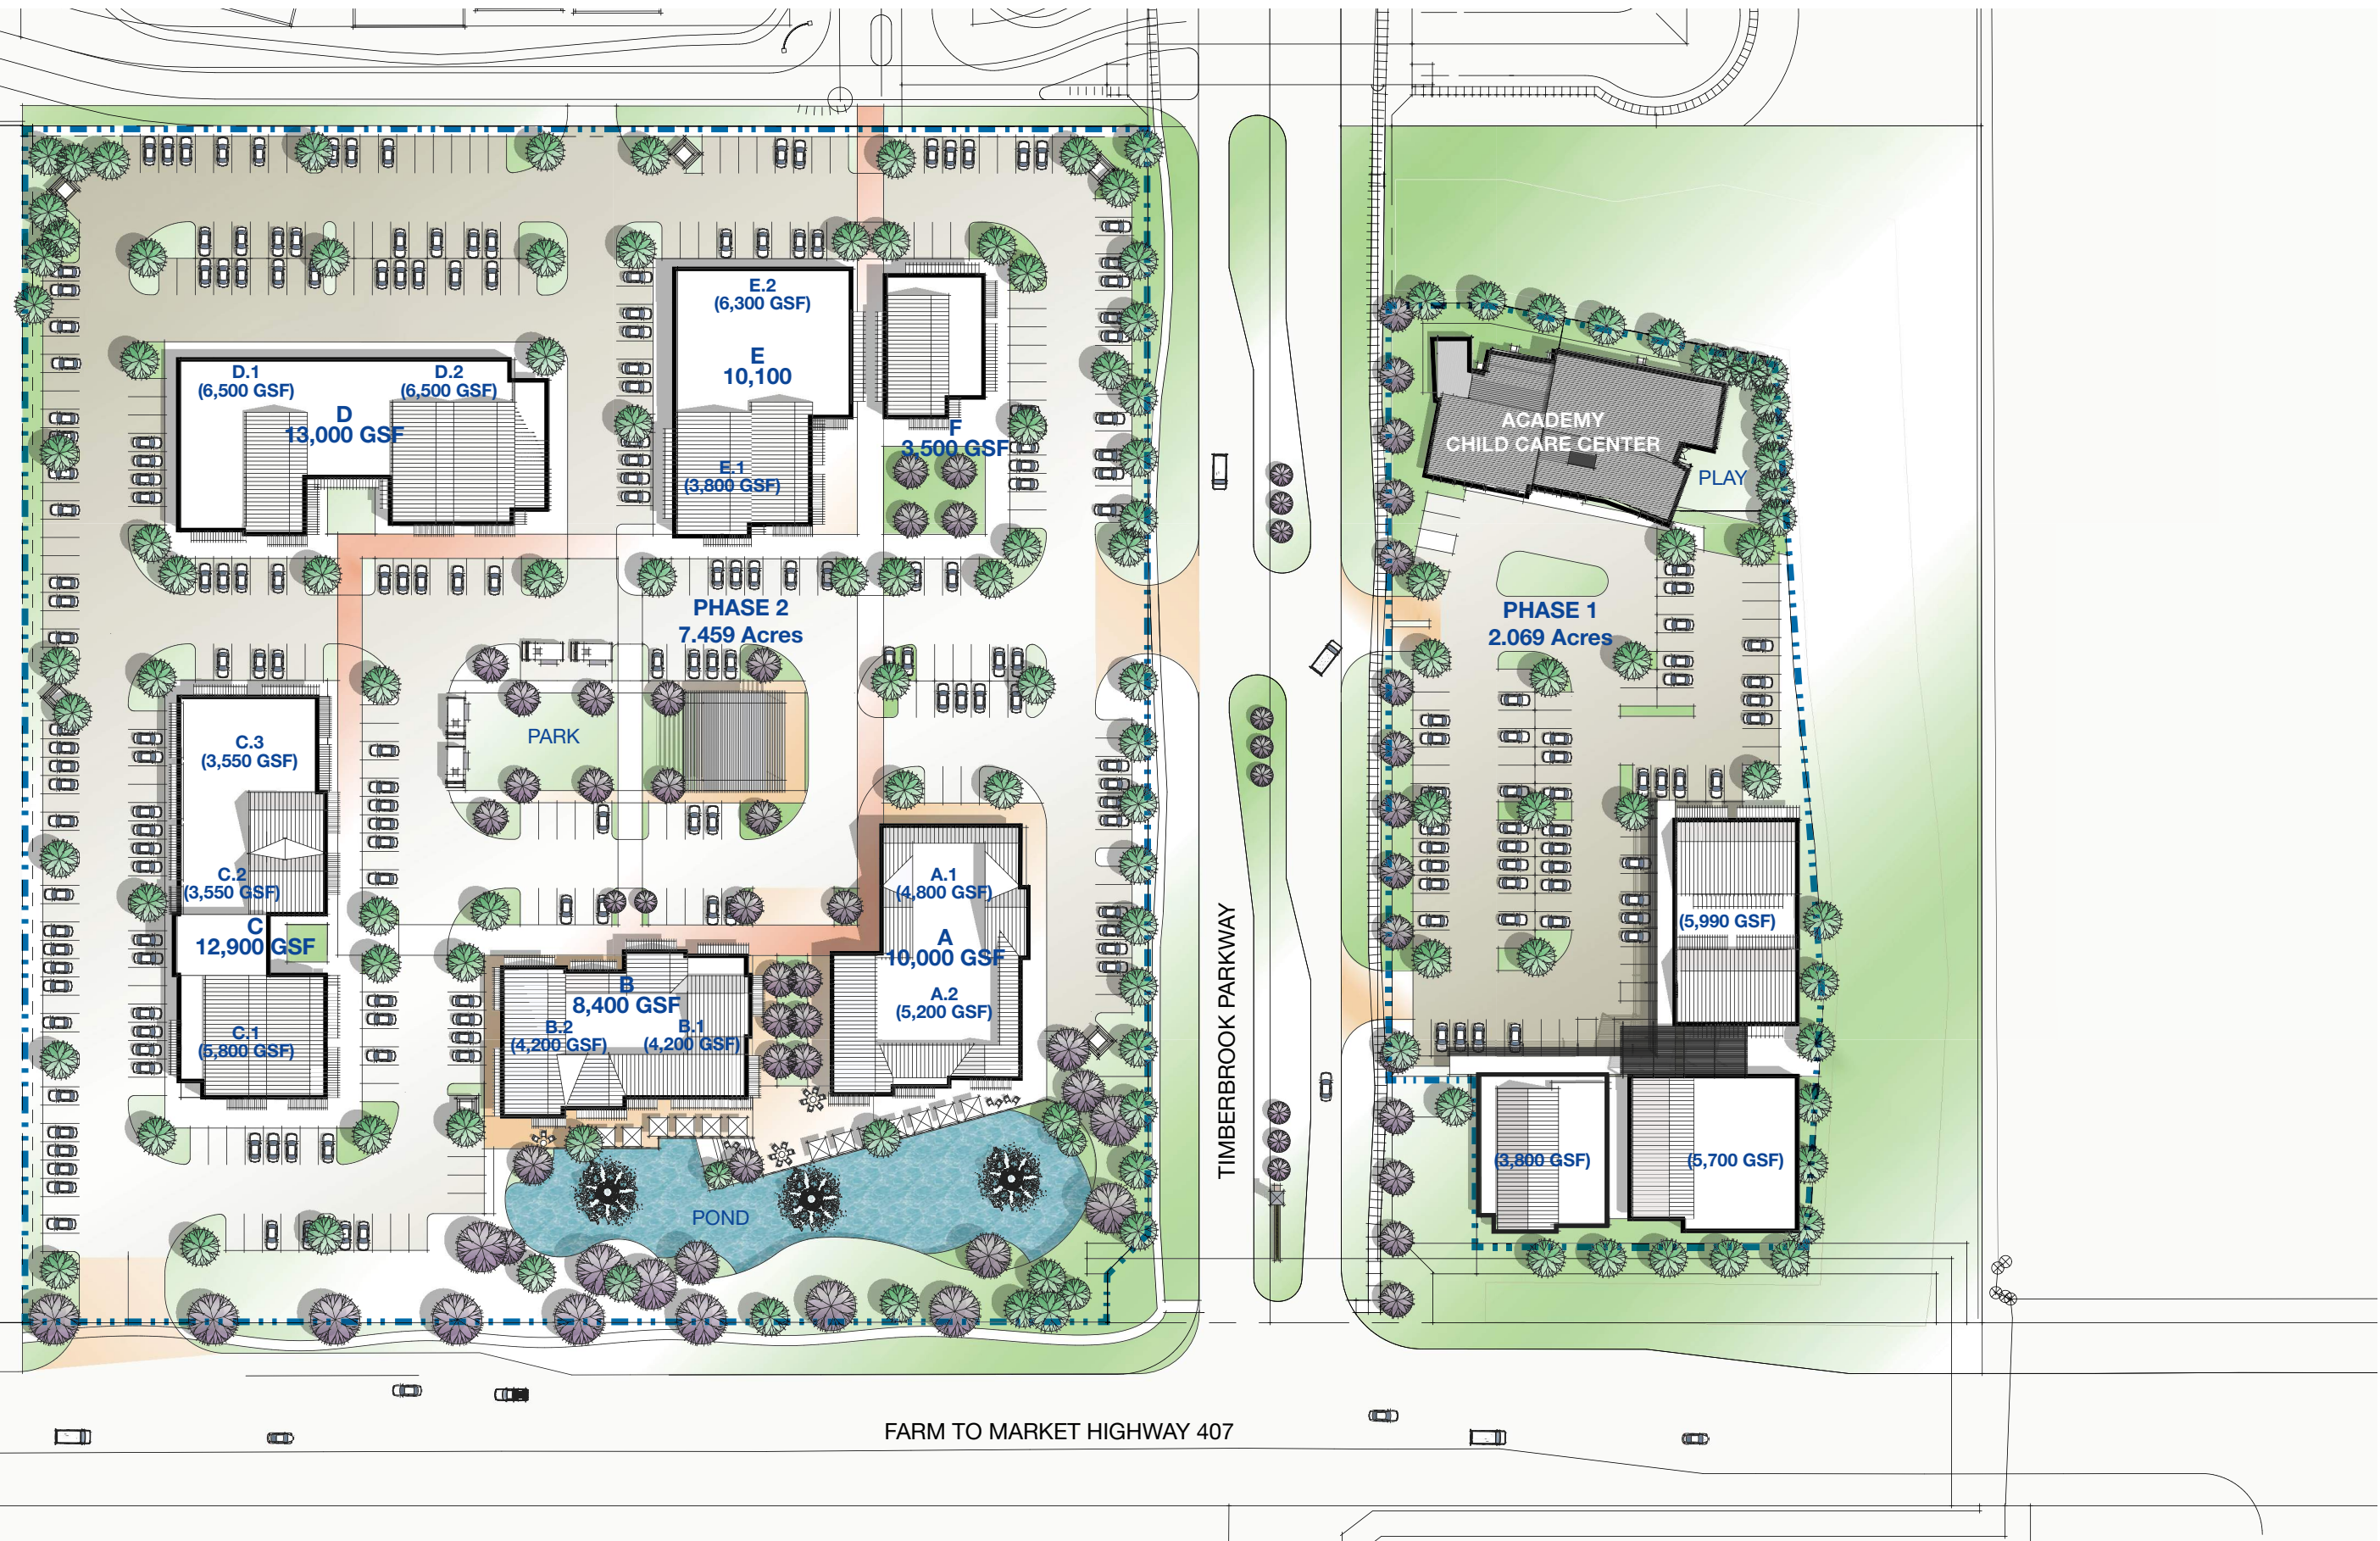 E.2
(6,300 GSF)
E
10,100
E.1
(3,800 GSF)
D.1
(6,500 GSF)
D.2
(6,500 GSF)
D
13,000 GSF
F
3,500 GSF
ACADEMY
CHILD CARE CENTER
PLAY
PHASE 2
7.459 Acres
PHASE 1
2.069 Acres
PARK
C.3
(3,550 GSF)
C.2
(3,550 GSF)
C
12,900 GSF
C.1
(5,800 GSF)
A.1
(4,800 GSF)
A
10,000 GSF
A.2
(5,200 GSF)
B
8,400 GSF
B.2
(4,200 GSF)
B.1
(4,200 GSF)
(5,990 GSF)
(3,800 GSF)
(5,700 GSF)
POND
TIMBERBROOK PARKWAY
FARM TO MARKET HIGHWAY 407